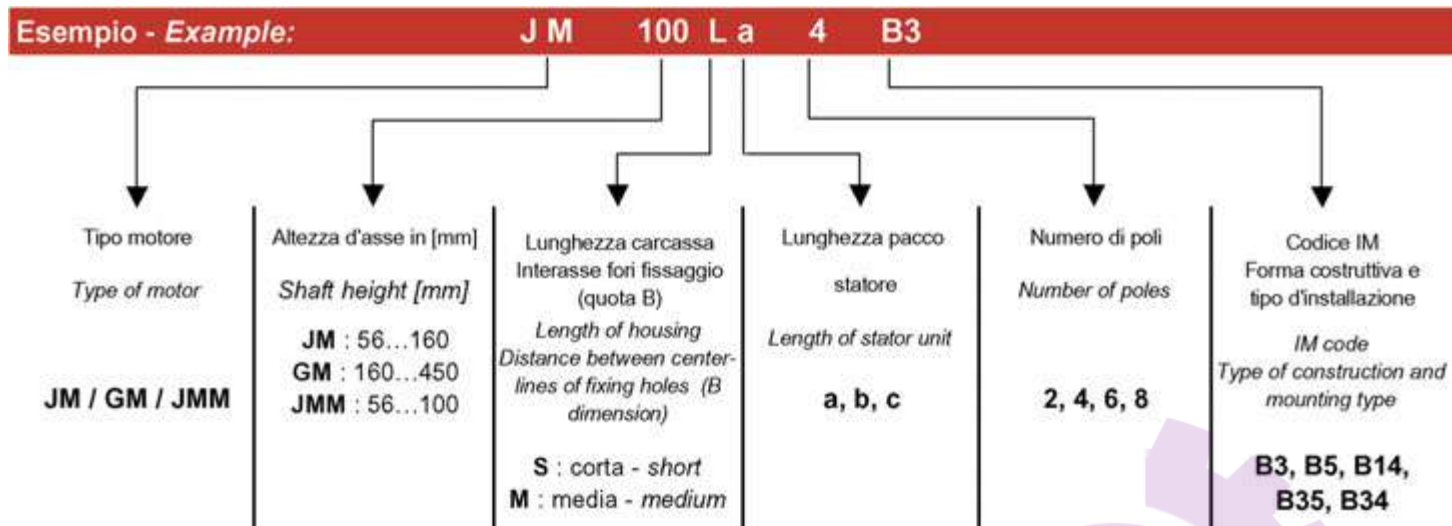 Esempio - Example: J M 100 L a 4 B3
Tipo motore
Type of motor
JM / GM / JMM
Altezza d'asse in [mm]
Shaft height [mm]
JM : 56...160
GM : 160...450
JMM : 56...100
Lunghezza carcassa
Interasse fori fissaggio
(quota B)
Length of housing
Distance between center-
lines of fixing holes (B
dimension)
S : corta - short
M : media - medium
Lunghezza pacco
statore
Length of stator unit
a, b, c
Numero di poli
Number of poles
2, 4, 6, 8
Codice IM
Forma costruttiva e
tipo d'installazione
IM code
Type of construction and
mounting type
B3, B5, B14,
B35, B34